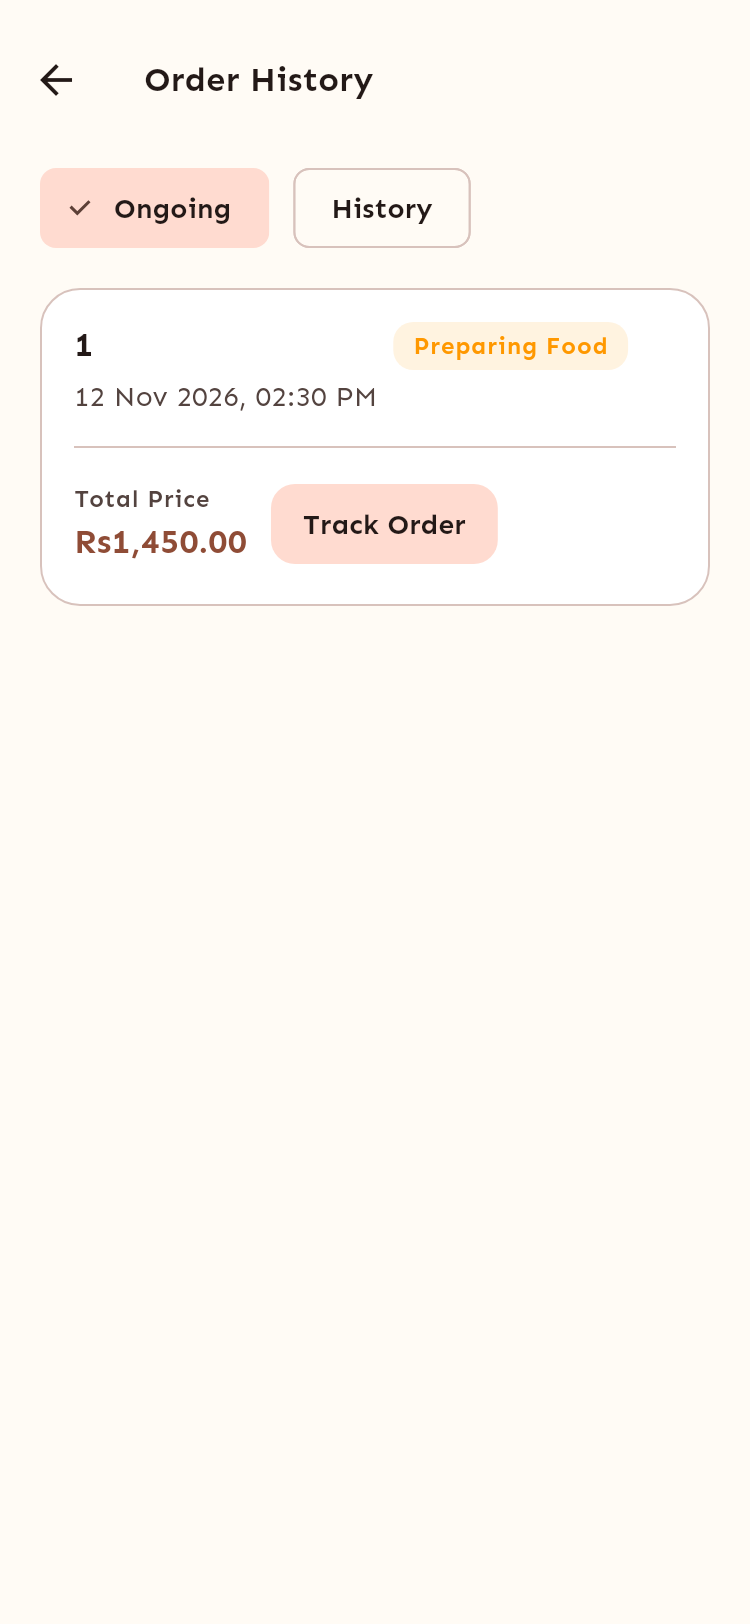 Order History
Ongoing
History
1
Preparing Food
12 Nov 2026, 02:30 PM
Total Price
Rs1,450.00
Track Order